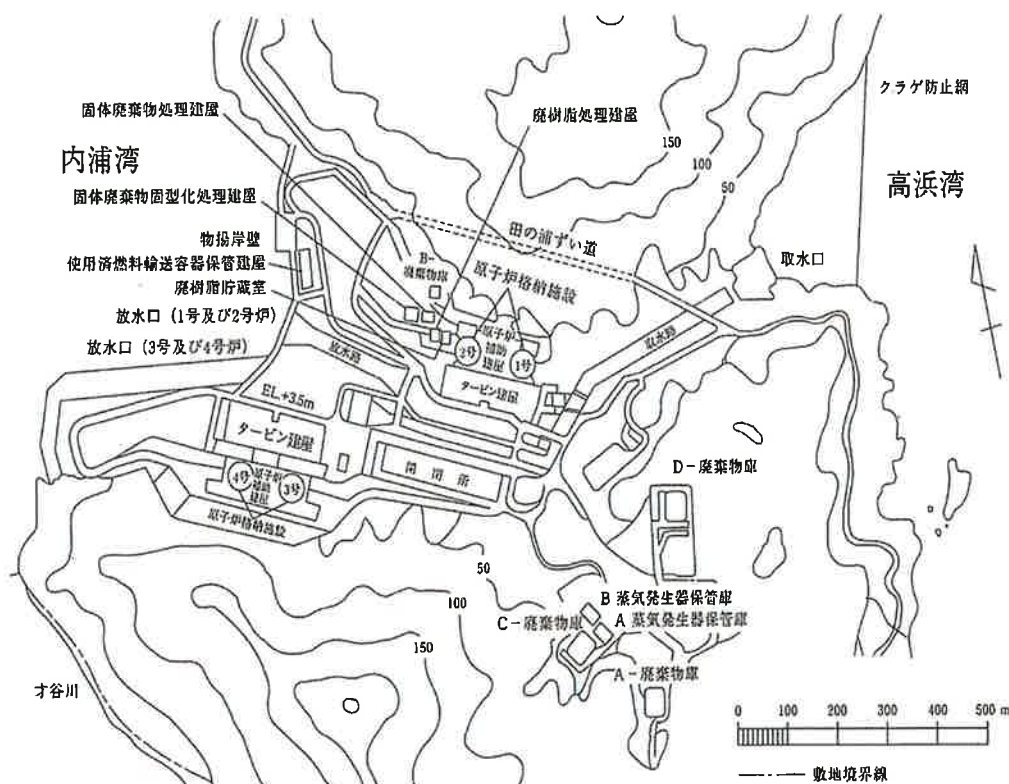 クラゲ防止網
固体廃棄物処理建屋
廃樹脂処理建屋
150
100
50
内浦湾
高浜湾
固体廃棄物固型化処理建屋
田の浦ずい道
物揚岸壁
使用済燃料輸送容器保管建屋
廃樹脂貯蔵室
B-
廃棄物庫
原子炉格納施設
取水口
放水口 (1号及び2号炉)
放水口 (3号及び4号炉)
放水路
取水路
2号
原子炉
補助
建屋
1号
タービン建屋
EL.+3.5m
タービン建屋
開閉所
D-廃棄物庫
4号
原子炉
補助
建屋
3号
原子炉格納施設
50
100
150
B 蒸気発生器保管庫
A 蒸気発生器保管庫
C-廃棄物庫
A-廃棄物庫
才谷川
0 100 200 300 400 500 m
敷地境界線